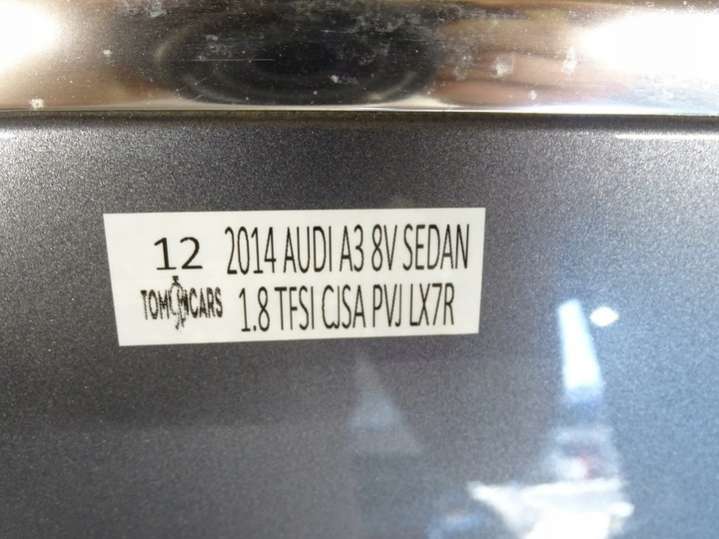 12 2014 AUDI A3 8V SEDAN
TOMCARS 1.8 TFSI CJSA PVJ LX7R